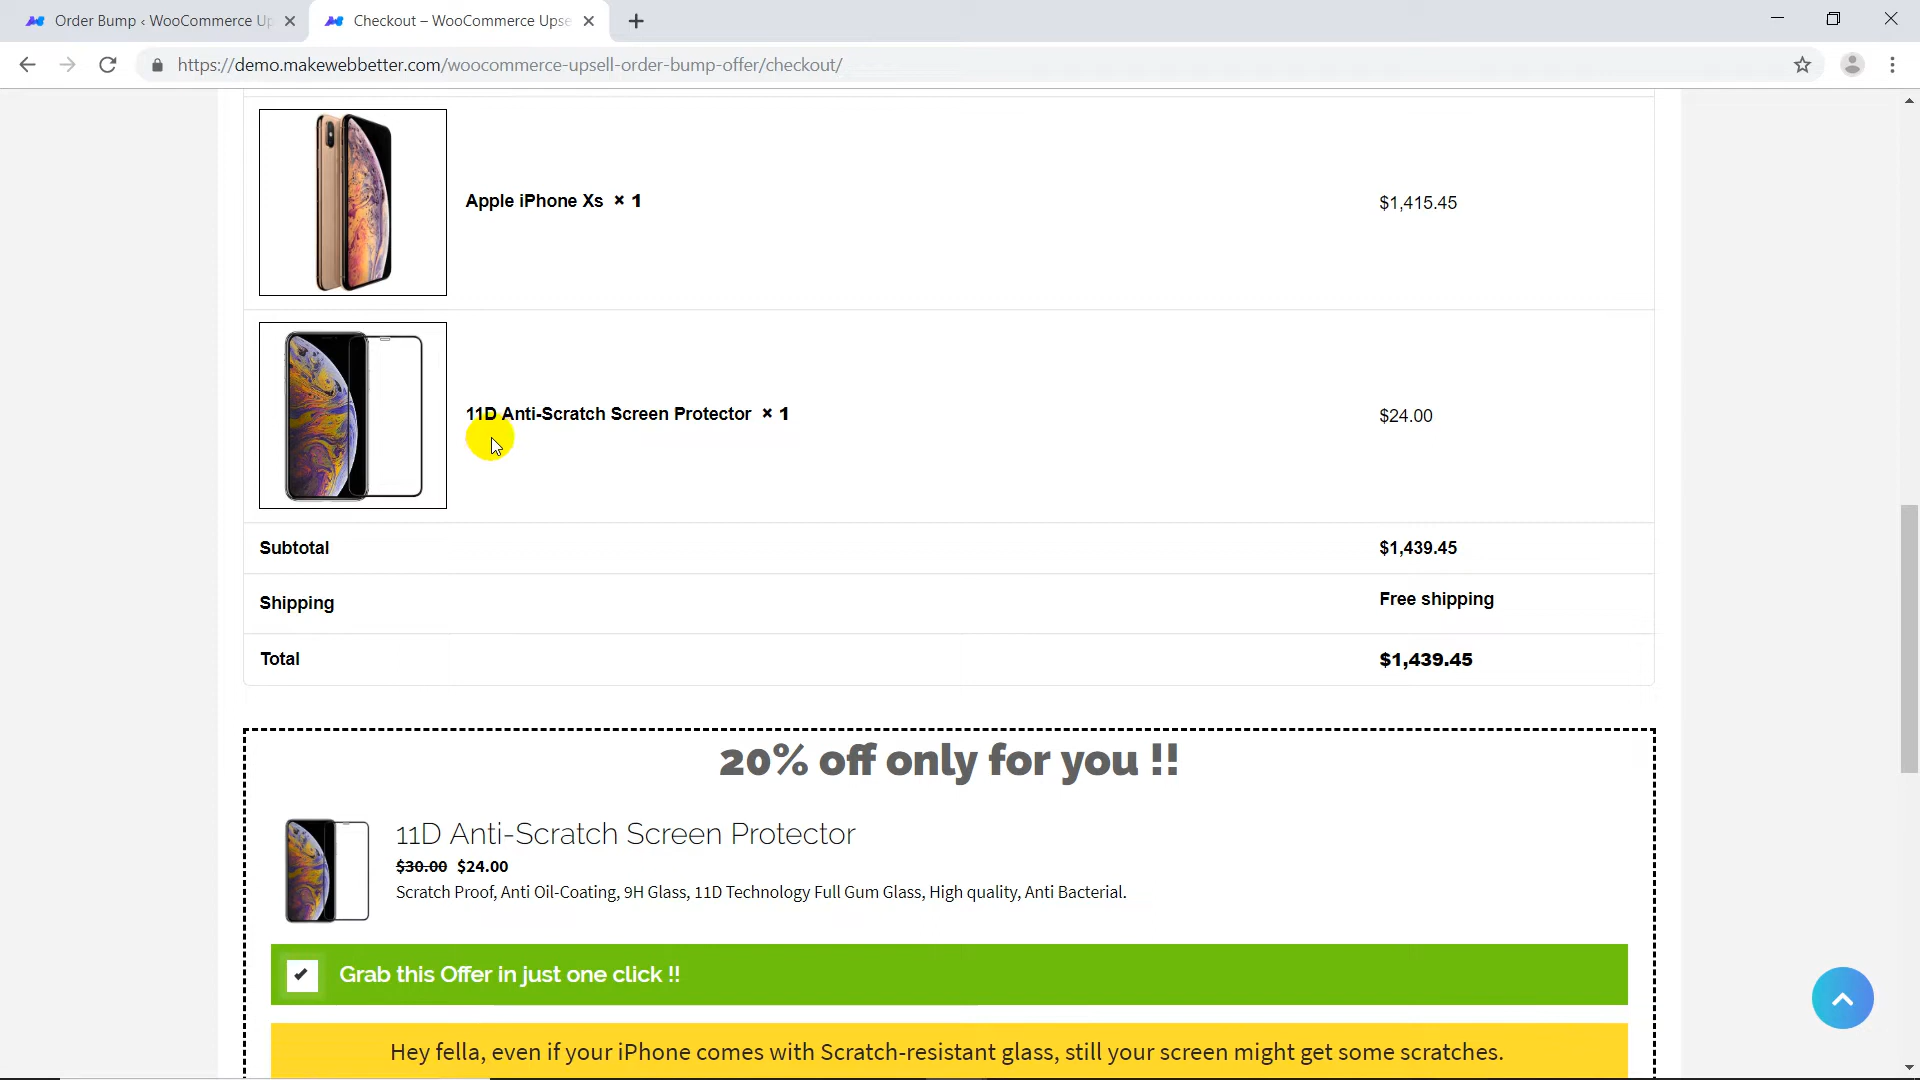 Order Bump ‹ WooCommerce Up
Checkout – WooCommerce Upse
https://demo.makewebbetter.com/woocommerce-upsell-order-bump-offer/checkout/
Apple iPhone Xs × 1
$1,415.45
11D Anti-Scratch Screen Protector × 1
$24.00
Subtotal
$1,439.45
Shipping
Free shipping
Total
$1,439.45
20% off only for you !!
11D Anti-Scratch Screen Protector
$30.00 $24.00
Scratch Proof, Anti Oil-Coating, 9H Glass, 11D Technology Full Gum Glass, High quality, Anti Bacterial.
Grab this Offer in just one click !!
Hey fella, even if your iPhone comes with Scratch-resistant glass, still your screen might get some scratches.